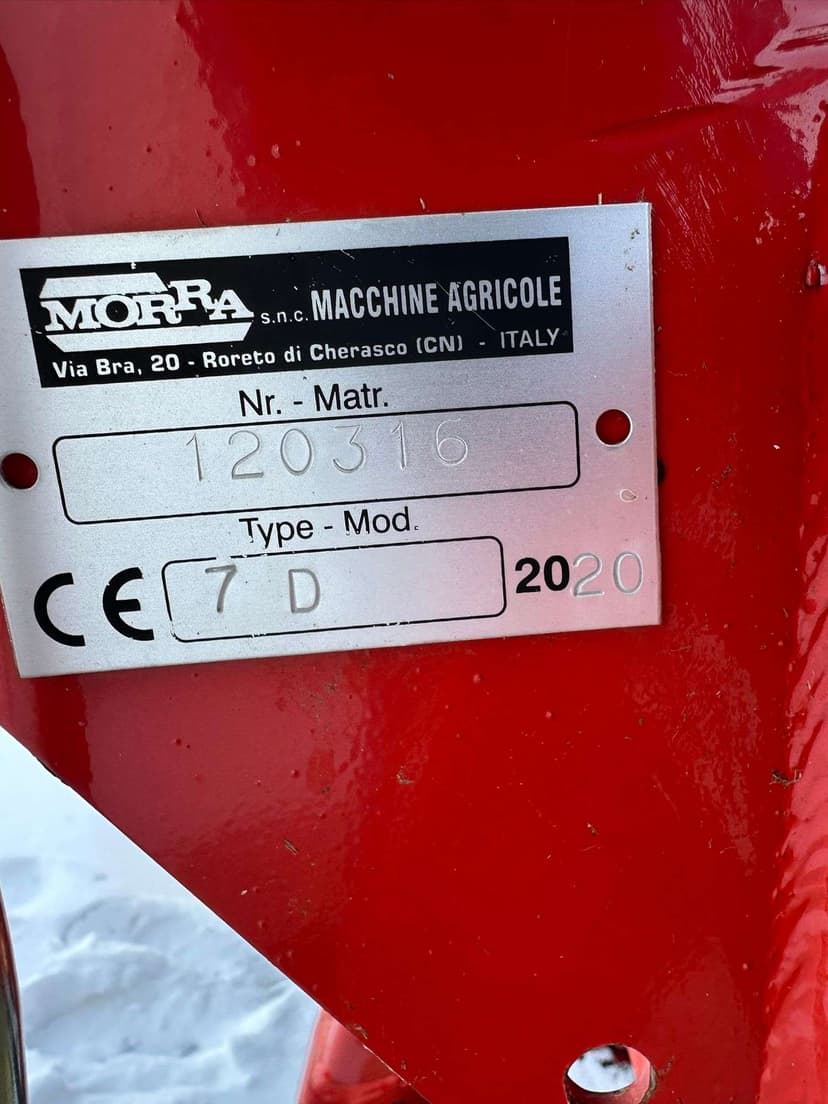 MORRA s.n.c. MACCHINE AGRICOLE
Via Bra, 20 - Roreto di Cherasco (CN) - ITALY
Nr. - Matr.
120316
Type - Mod.
CE 7 D 2020